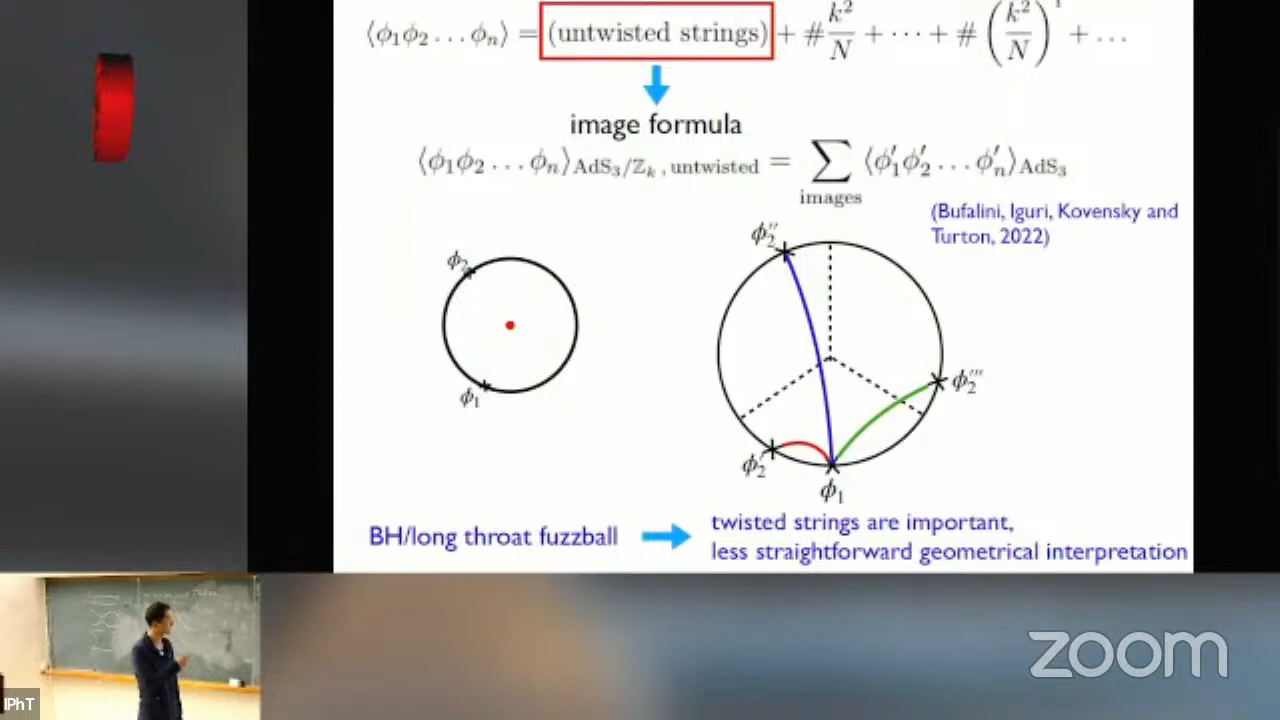 ⟨ϕ₁ϕ₂ … ϕₙ⟩ = (untwisted strings) + # k²/N + ⋯ + # (k²/N) + …
image formula
⟨ϕ₁ϕ₂ … ϕₙ⟩ AdS₃/ℤₖ , untwisted = ∑ images ⟨ϕ′₁ϕ′₂ … ϕ′ₙ⟩ AdS₃
(Bufalini, Iguri, Kovensky and
Turton, 2022)
ϕ₂
ϕ₁
ϕ₂″
ϕ₂‴
ϕ₂′
ϕ₁
BH/long throat fuzzball
twisted strings are important,
less straightforward geometrical interpretation
zoom
IPhT